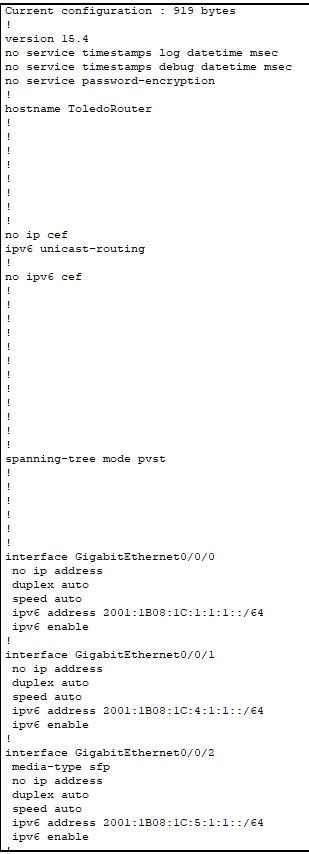 Current configuration : 919 bytes
!
version 15.4
no service timestamps log datetime msec
no service timestamps debug datetime msec
no service password-encryption
!
hostname ToledoRouter
!
!
!
!
!
!
!
!
no ip cef
ipv6 unicast-routing
!
no ipv6 cef
!
!
!
!
!
!
!
!
!
!
!
!
spanning-tree mode pvst
!
!
!
!
!
!
interface GigabitEthernet0/0/0
no ip address
duplex auto
speed auto
ipv6 address 2001:1B08:1C:1:1:1::/64
ipv6 enable
!
interface GigabitEthernet0/0/1
no ip address
duplex auto
speed auto
ipv6 address 2001:1B08:1C:4:1:1::/64
ipv6 enable
!
interface GigabitEthernet0/0/2
media-type sfp
no ip address
duplex auto
speed auto
ipv6 address 2001:1B08:1C:5:1:1::/64
ipv6 enable
!